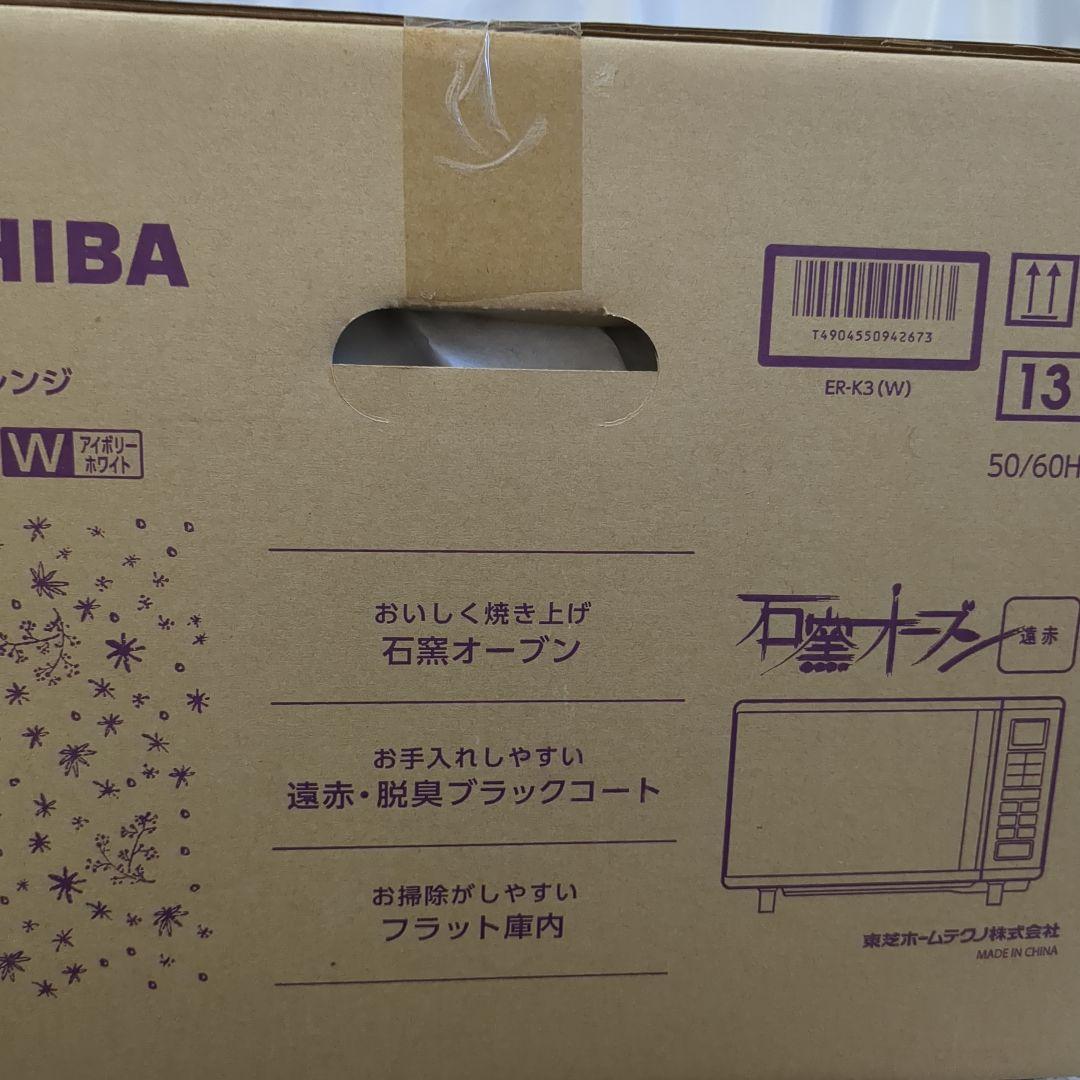 HIBA
レンジ
W アイボリー
ホワイト
T4904550942673
ER-K3(W)
13
50/60H
おいしく焼き上げ
石窯オーブン
お手入れしやすい
遠赤・脱臭ブラックコート
お掃除がしやすい
フラット庫内
石窯オーブン
遠赤
東芝ホームテクノ株式会社
MADE IN CHINA